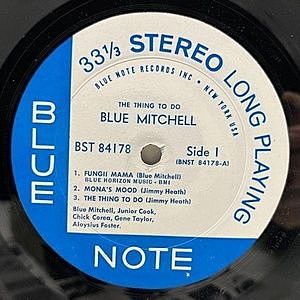 33 1/3 STEREO LONG PLAYING
BLUE NOTE RECORDS INC • NEW YORK USA
THE THING TO DO
BLUE MITCHELL
BST 84178
Side 1
(BNST 84178-A)
1. FUNGII MAMA (Blue Mitchell)
BLUE HORIZON MUSIC - BMI
2. MONA'S MOOD (Jimmy Heath)
3. THE THING TO DO (Jimmy Heath)
Blue Mitchell, Junior Cook,
Chick Corea, Gene Taylor,
Aloysius Foster.
BLUE
NOTE